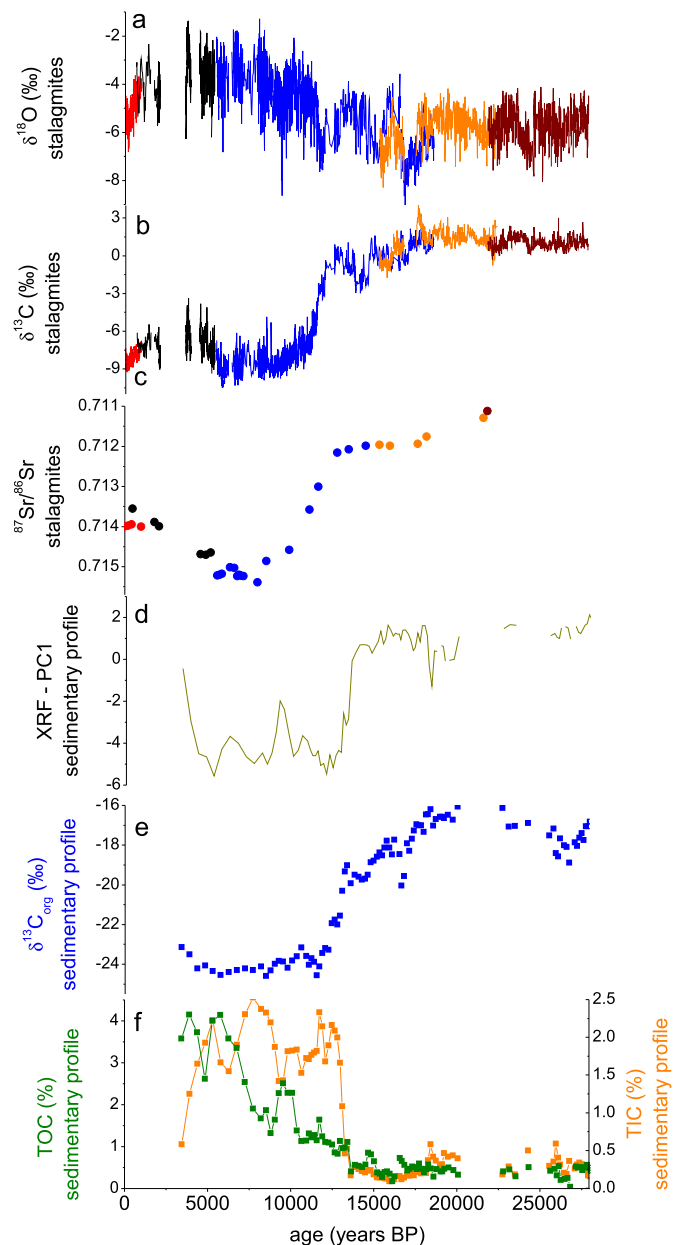 a
-2
-4
-6
-8
δ¹⁸O (‰)
stalagmites
b
3
0
-3
-6
-9
δ¹³C (‰)
stalagmites
c
0.711
0.712
0.713
0.714
0.715
⁸⁷Sr/⁸⁶Sr
stalagmites
d
2
0
-2
-4
-6
XRF - PC1
sedimentary profile
e
-16
-18
-20
-22
-24
δ¹³C_org (‰)
sedimentary profile
f
4
3
2
1
0
TOC (%)
sedimentary profile
2.5
2.0
1.5
1.0
0.5
0.0
TIC (%)
sedimentary profile
0 5000 10000 15000 20000 25000
age (years BP)